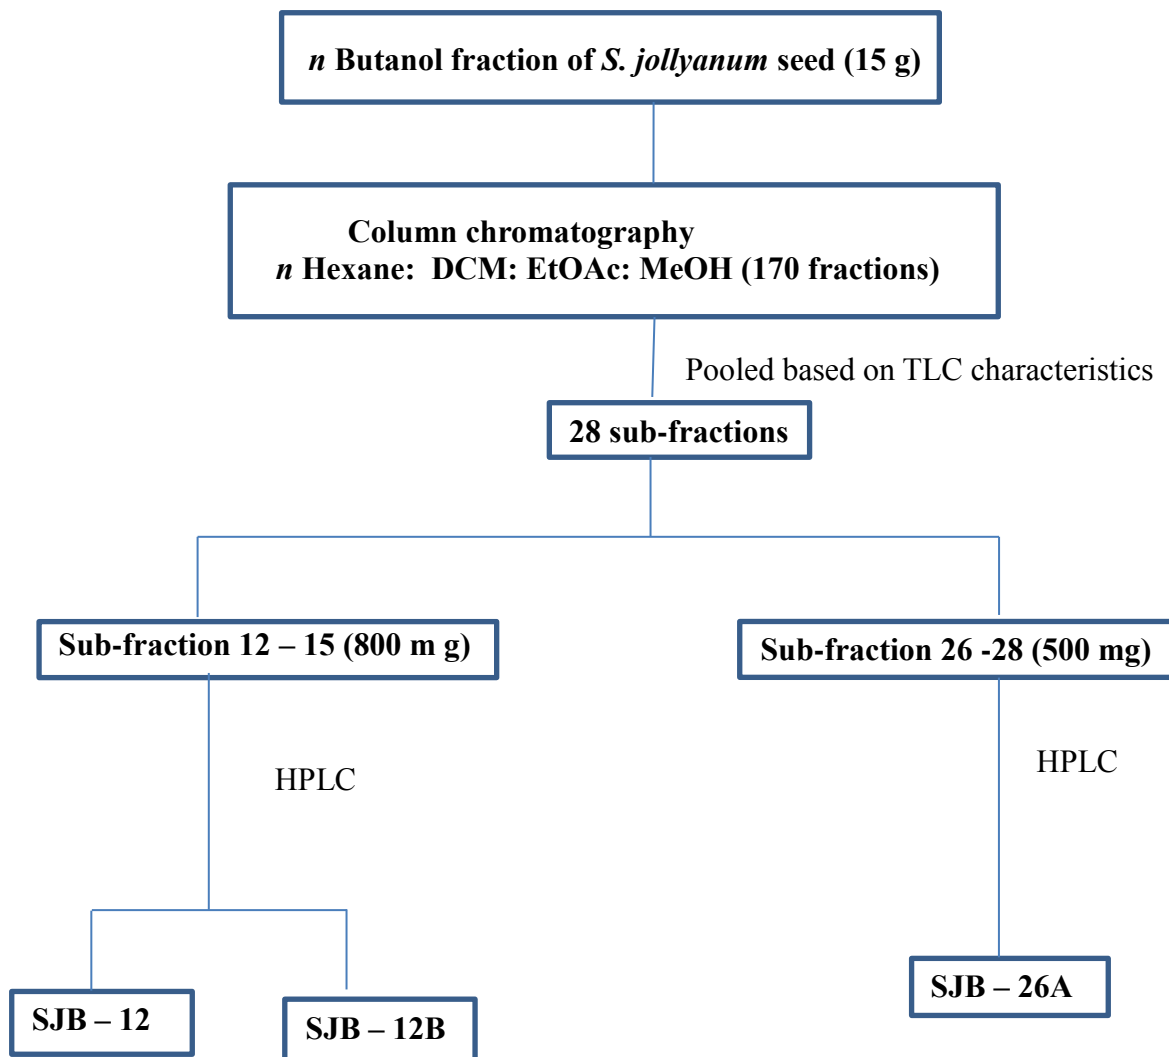 n Butanol fraction of S. jollyanum seed (15 g)
Column chromatography
n Hexane: DCM: EtOAc: MeOH (170 fractions)
Pooled based on TLC characteristics
28 sub-fractions
Sub-fraction 12 – 15 (800 m g)
Sub-fraction 26 -28 (500 mg)
HPLC
HPLC
SJB – 12
SJB – 12B
SJB – 26A